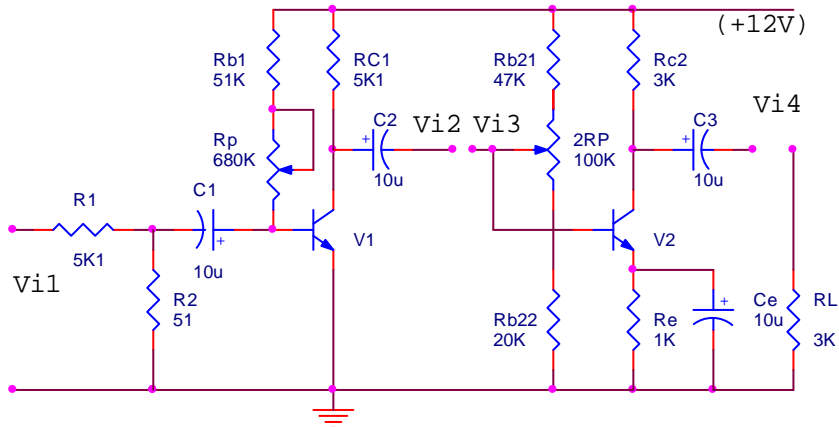 (+12V)
Rb1
51K
RC1
5K1
Rb21
47K
Rc2
3K
C2
+
10u
Vi2
Vi3
C3
+
10u
Vi4
Rp
680K
2RP
100K
R1
5K1
C1
+
10u
V1
V2
Vi1
R2
51
Rb22
20K
Re
1K
+
Ce
10u
RL
3K